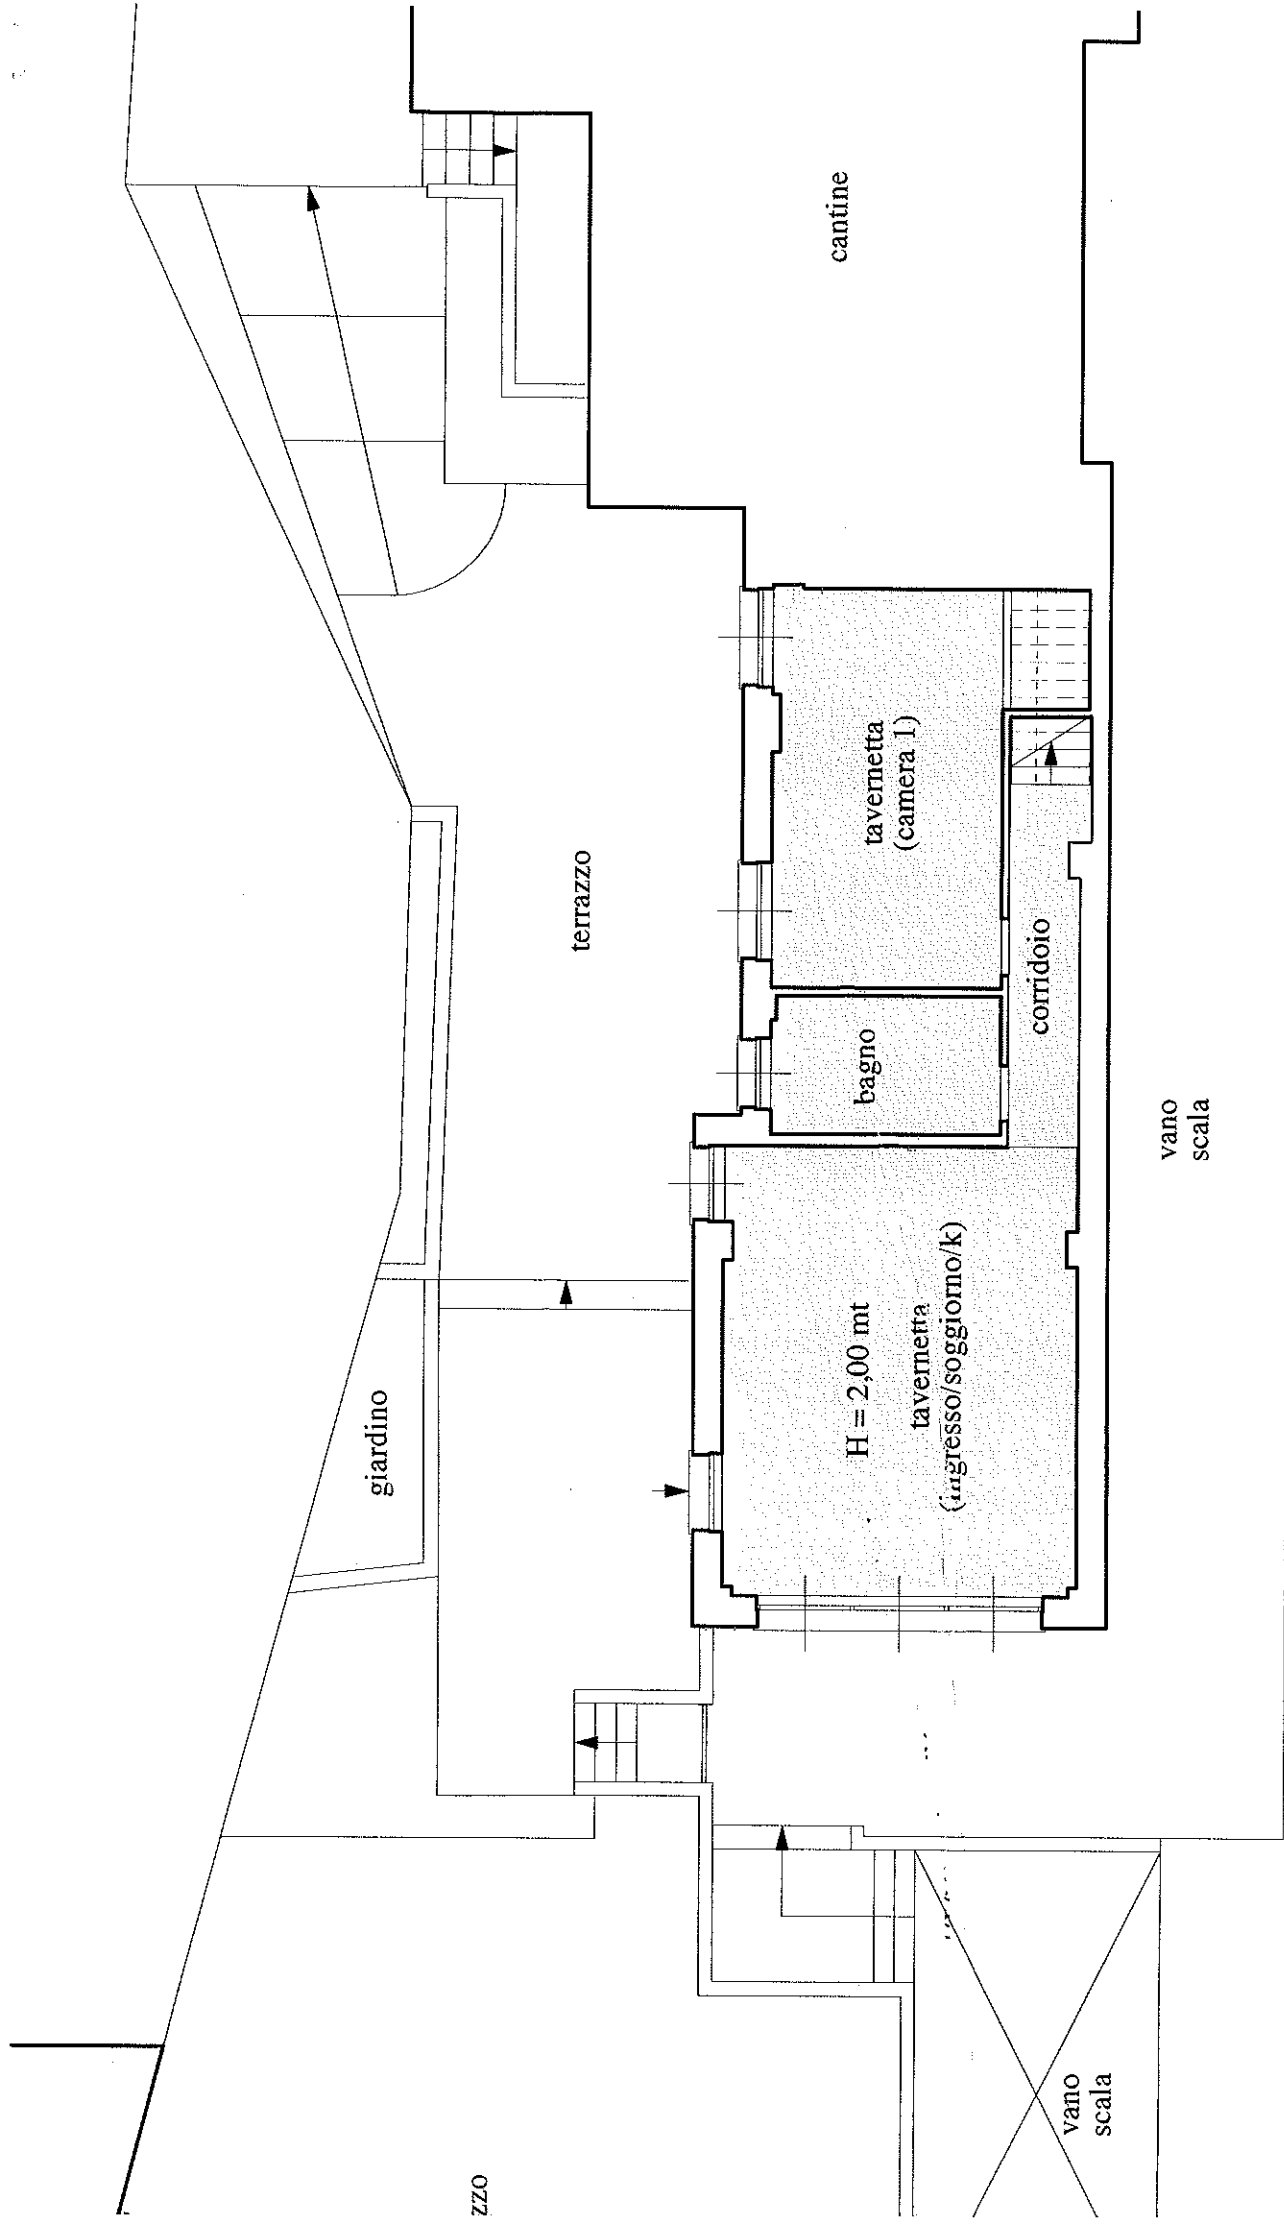 giardino
terrazzo
cantine
H = 2,00 mt
tavernetta
(ingresso/soggiorno/k)
bagno
tavernetta
(camera 1)
corridoio
vano
scala
vano
scala
zzo